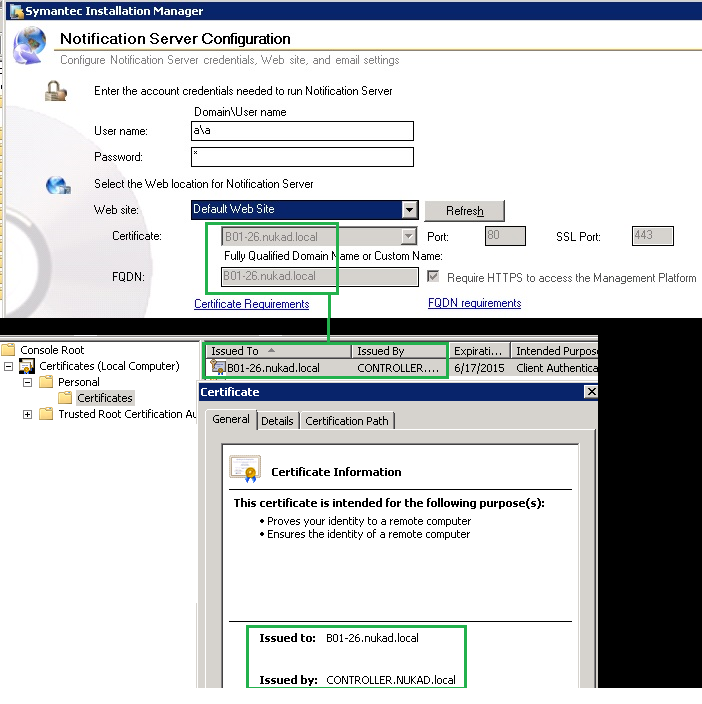 Symantec Installation Manager
Notification Server Configuration
Configure Notification Server credentials, Web site, and email settings
Enter the account credentials needed to run Notification Server
Domain\User name
User name: a\a
Password: *
Select the Web location for Notification Server
Web site: Default Web Site Refresh
Certificate: B01-26.nukad.local Port: 80 SSL Port: 443
Fully Qualified Domain Name or Custom Name:
FQDN: B01-26.nukad.local Require HTTPS to access the Management Platform
Certificate Requirements FQDN requirements
Console Root
Certificates (Local Computer)
Personal
Certificates
Trusted Root Certification Au
Issued To Issued By Expirati... Intended Purpose
B01-26.nukad.local CONTROLLER.... 6/17/2015 Client Authentica
Certificate
General Details Certification Path
Certificate Information
This certificate is intended for the following purpose(s):
• Proves your identity to a remote computer
• Ensures the identity of a remote computer
Issued to: B01-26.nukad.local
Issued by: CONTROLLER.NUKAD.local